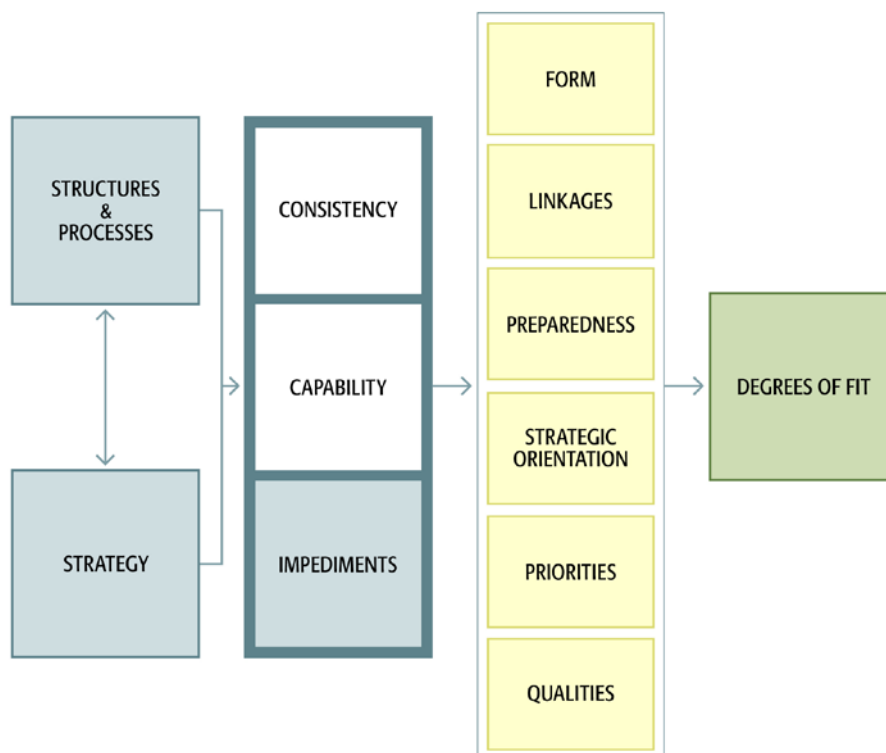 STRUCTURES
&
PROCESSES
STRATEGY
CONSISTENCY
CAPABILITY
IMPEDIMENTS
FORM
LINKAGES
PREPAREDNESS
STRATEGIC
ORIENTATION
PRIORITIES
QUALITIES
DEGREES OF FIT